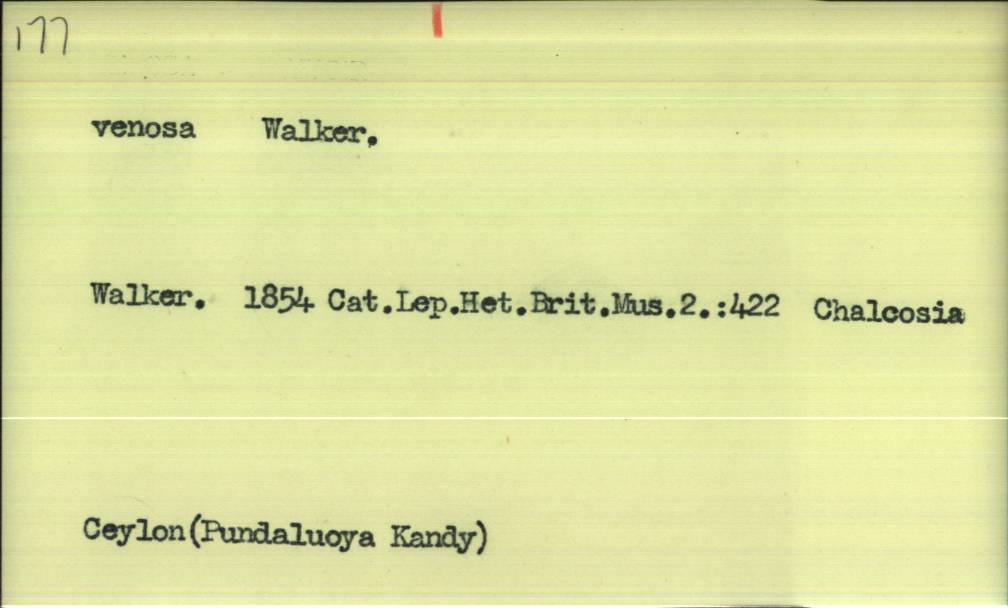 177
venosa Walker.
Walker. 1854 Cat.Lep.Het.Brit.Mus.2.:422 Chalcosia
Ceylon(Pundaluoya Kandy)